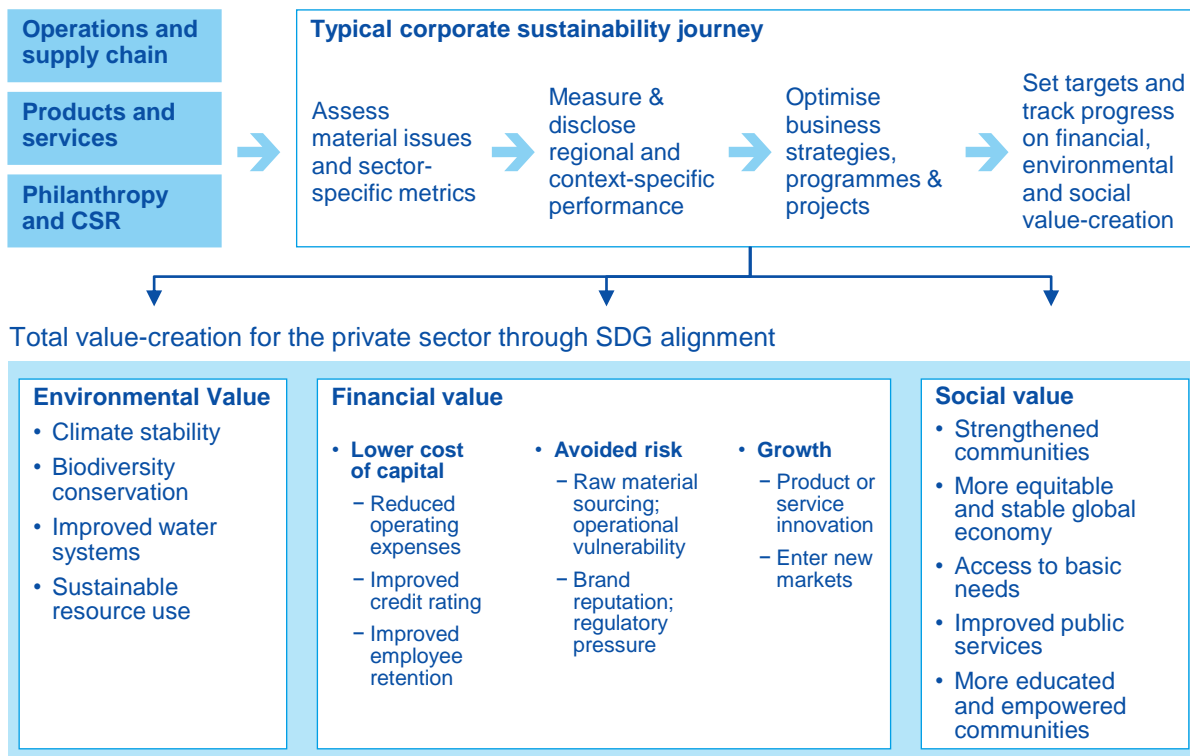 Operations and
supply chain
Products and
services
Philanthropy
and CSR
Typical corporate sustainability journey
Assess
material issues
and sector-
specific metrics
Measure &
disclose
regional and
context-specific
performance
Optimise
business
strategies,
programmes &
projects
Set targets and
track progress
on financial,
environmental
and social
value-creation
Total value-creation for the private sector through SDG alignment
Environmental Value
• Climate stability
• Biodiversity
conservation
• Improved water
systems
• Sustainable
resource use
Financial value
• Lower cost
of capital
− Reduced
operating
expenses
− Improved
credit rating
− Improved
employee
retention
• Avoided risk
− Raw material
sourcing;
operational
vulnerability
− Brand
reputation;
regulatory
pressure
• Growth
− Product or
service
innovation
− Enter new
markets
Social value
• Strengthened
communities
• More equitable
and stable global
economy
• Access to basic
needs
• Improved public
services
• More educated
and empowered
communities